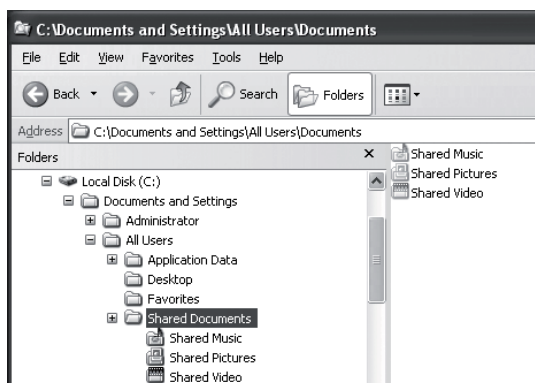 C:\Documents and Settings\All Users\Documents
File Edit View Favorites Tools Help
Back Search Folders
Address C:\Documents and Settings\All Users\Documents
Folders
Local Disk (C:)
Documents and Settings
Administrator
All Users
Application Data
Desktop
Favorites
Shared Documents
Shared Music
Shared Pictures
Shared Video
Shared Music
Shared Pictures
Shared Video